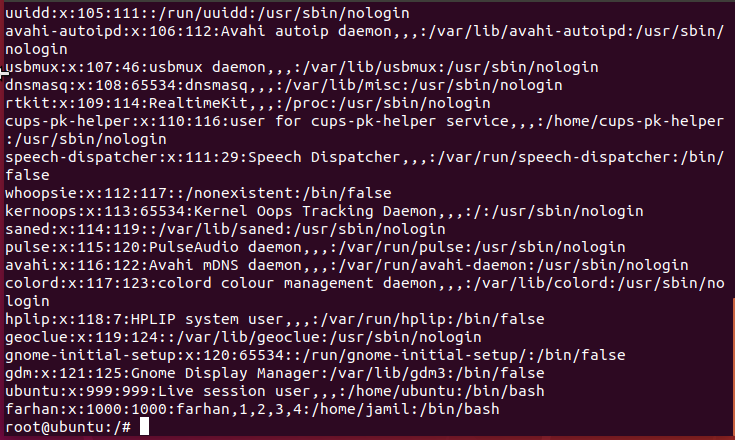 uuidd:x:105:111::/run/uuidd:/usr/sbin/nologin
avahi-autoipd:x:106:112:Avahi autoip daemon,,,:/var/lib/avahi-autoipd:/usr/sbin/
nologin
usbmux:x:107:46:usbmux daemon,,,:/var/lib/usbmux:/usr/sbin/nologin
dnsmasq:x:108:65534:dnsmasq,,,:/var/lib/misc:/usr/sbin/nologin
rtkit:x:109:114:RealtimeKit,,,:/proc:/usr/sbin/nologin
cups-pk-helper:x:110:116:user for cups-pk-helper service,,,:/home/cups-pk-helper
:/usr/sbin/nologin
speech-dispatcher:x:111:29:Speech Dispatcher,,,:/var/run/speech-dispatcher:/bin/
false
whoopsie:x:112:117::/nonexistent:/bin/false
kernoops:x:113:65534:Kernel Oops Tracking Daemon,,,:/:/usr/sbin/nologin
saned:x:114:119::/var/lib/saned:/usr/sbin/nologin
pulse:x:115:120:PulseAudio daemon,,,:/var/run/pulse:/usr/sbin/nologin
avahi:x:116:122:Avahi mDNS daemon,,,:/var/run/avahi-daemon:/usr/sbin/nologin
colord:x:117:123:colord colour management daemon,,,:/var/lib/colord:/usr/sbin/no
login
hplip:x:118:7:HPLIP system user,,,:/var/run/hplip:/bin/false
geoclue:x:119:124::/var/lib/geoclue:/usr/sbin/nologin
gnome-initial-setup:x:120:65534::/run/gnome-initial-setup/:/bin/false
gdm:x:121:125:Gnome Display Manager:/var/lib/gdm3:/bin/false
ubuntu:x:999:999:Live session user,,,:/home/ubuntu:/bin/bash
farhan:x:1000:1000:farhan,1,2,3,4:/home/jamil:/bin/bash
root@ubuntu:/#